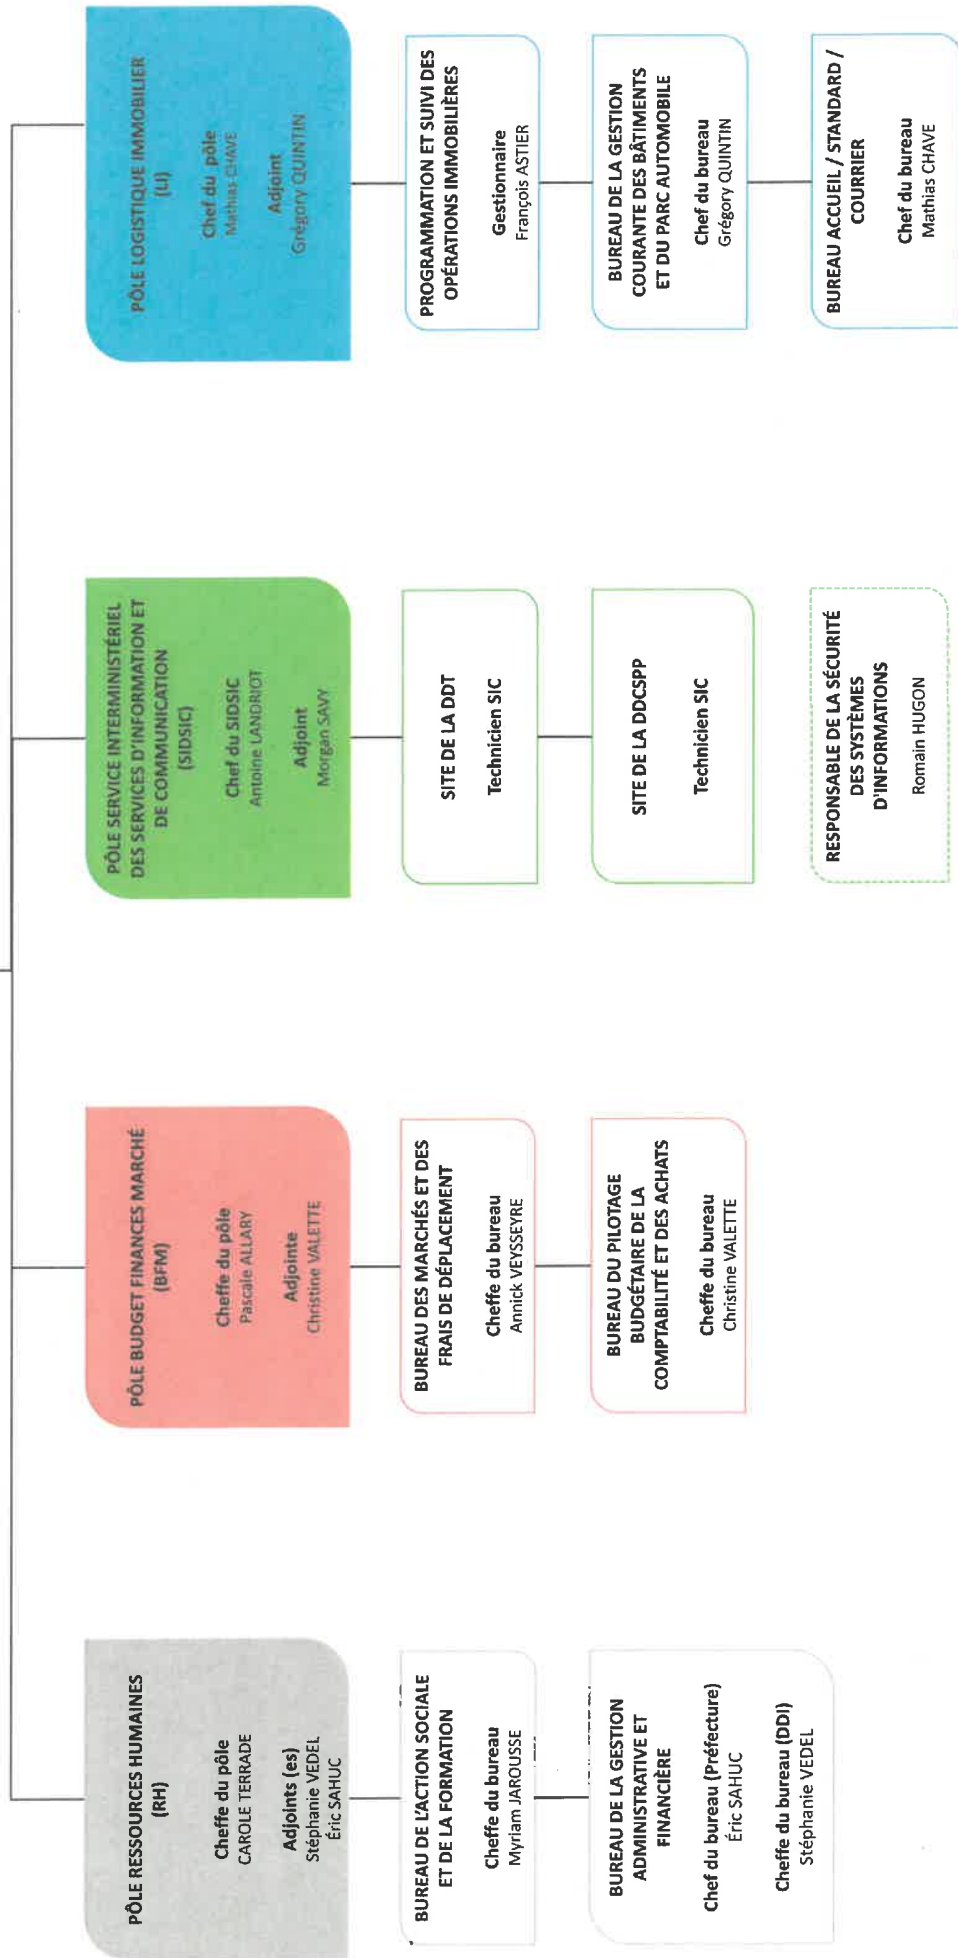 PÔLE RESSOURCES HUMAINES
(RH)
Cheffe du pôle
CAROLE TERRADE
Adjoints (es)
Stéphanie VEDEL
Éric SAHUC
BUREAU DE L'ACTION SOCIALE
ET DE LA FORMATION
Cheffe du bureau
Myriam JAROUSSE
BUREAU DE LA GESTION
ADMINISTRATIVE ET
FINANCIÈRE
Chef du bureau (Préfecture)
Éric SAHUC
Cheffe du bureau (DDI)
Stéphanie VEDEL
PÔLE BUDGET FINANCES MARCHÉ
(BFM)
Cheffe du pôle
Pascale ALLARY
Adjointe
Christine VALETTE
BUREAU DES MARCHÉS ET DES
FRAIS DE DÉPLACEMENT
Cheffe du bureau
Annick VEYSSEYRE
BUREAU DU PILOTAGE
BUDGÉTAIRE DE LA
COMPTABILITÉ ET DES ACHATS
Cheffe du bureau
Christine VALETTE
PÔLE SERVICE INTERMINISTÉRIEL
DES SERVICES D'INFORMATION ET
DE COMMUNICATION
(SIDSIC)
Chef du SIDSIC
Antoine LANDRIOT
Adjoint
Morgan SAVY
SITE DE LA DDT
Technicien SIC
SITE DE LA DDCSPP
Technicien SIC
RESPONSABLE DE LA SÉCURITÉ
DES SYSTÈMES
D'INFORMATIONS
Romain HUGON
PÔLE LOGISTIQUE IMMOBILIER
(LI)
Chef du pôle
Mathias CHAVE
Adjoint
Grégory QUINTIN
PROGRAMMATION ET SUIVI DES
OPÉRATIONS IMMOBILIÈRES
Gestionnaire
François ASTIER
BUREAU DE LA GESTION
COURANTE DES BÂTIMENTS
ET DU PARC AUTOMOBILE
Chef du bureau
Grégory QUINTIN
BUREAU ACCUEIL / STANDARD /
COURRIER
Chef du bureau
Mathias CHAVE